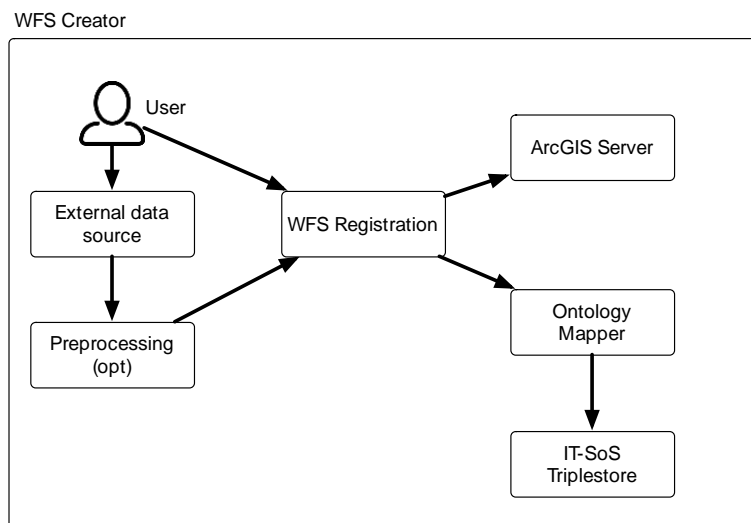 WFS Creator
User
External data
source
Preprocessing
(opt)
WFS Registration
ArcGIS Server
Ontology
Mapper
IT-SoS
Triplestore